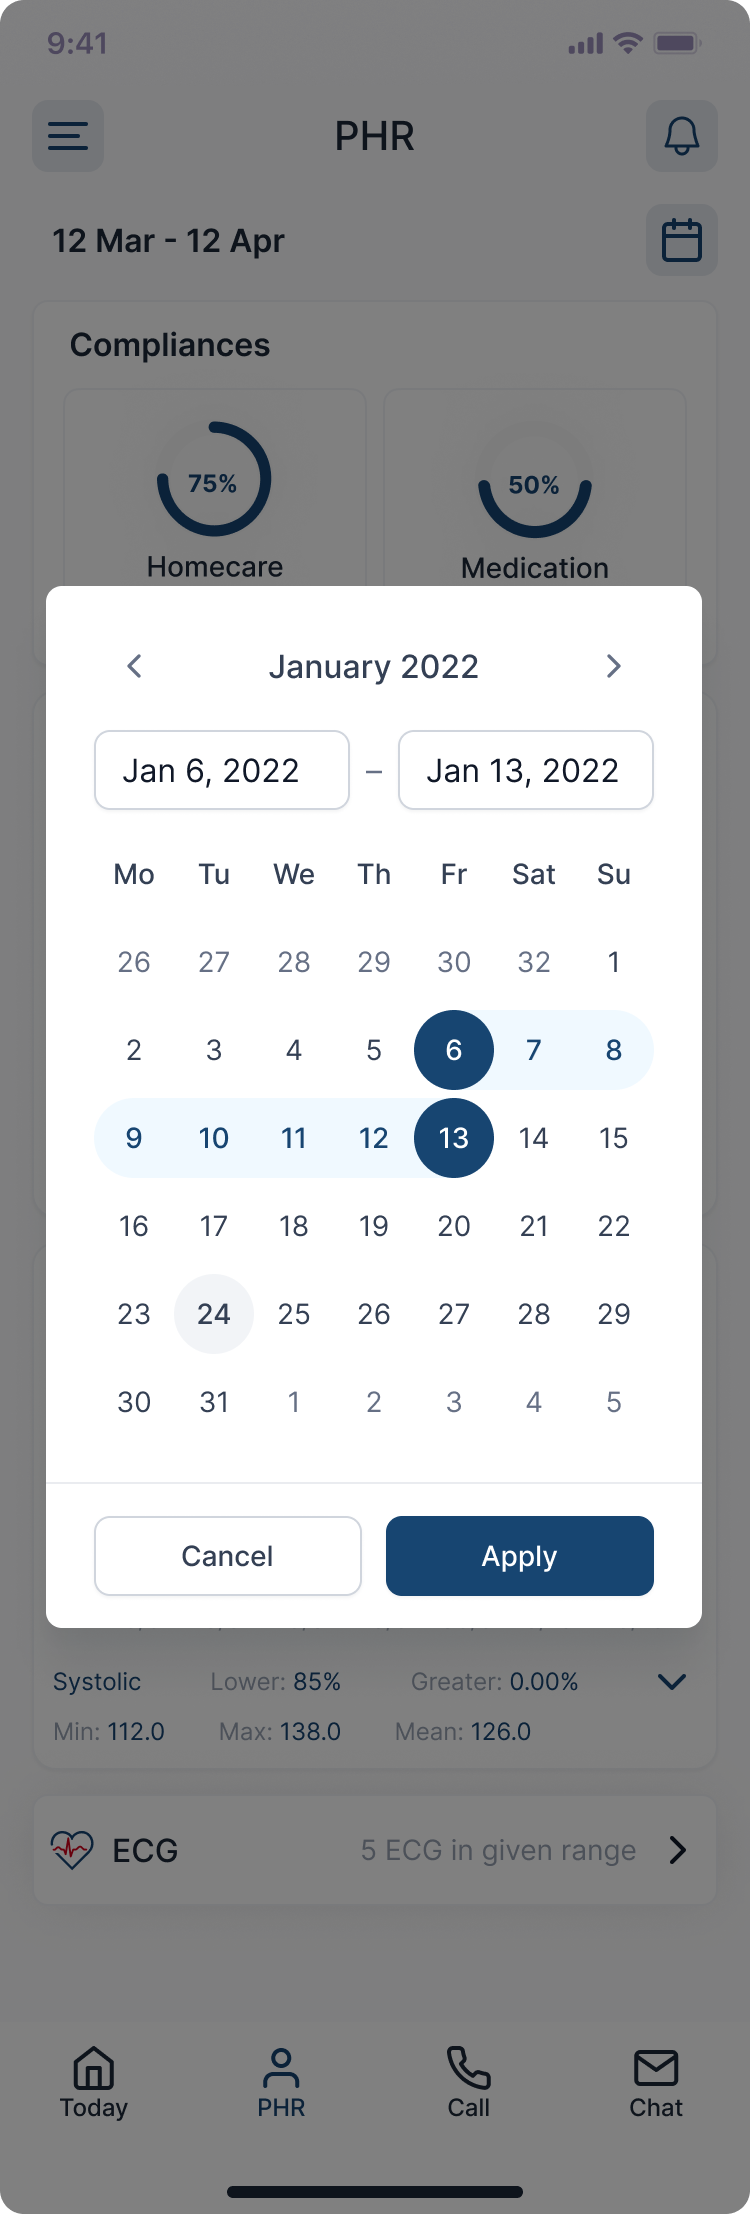 9:41
PHR
12 Mar - 12 Apr
Compliances
75%
50%
Homecare
Medication
January 2022
Jan 6, 2022 – Jan 13, 2022
Mo Tu We Th Fr Sat Su
26 27 28 29 30 32 1
2 3 4 5 6 7 8
9 10 11 12 13 14 15
16 17 18 19 20 21 22
23 24 25 26 27 28 29
30 31 1 2 3 4 5
Cancel
Apply
Systolic Lower: 85% Greater: 0.00%
Min: 112.0 Max: 138.0 Mean: 126.0
ECG 5 ECG in given range
Today PHR Call Chat